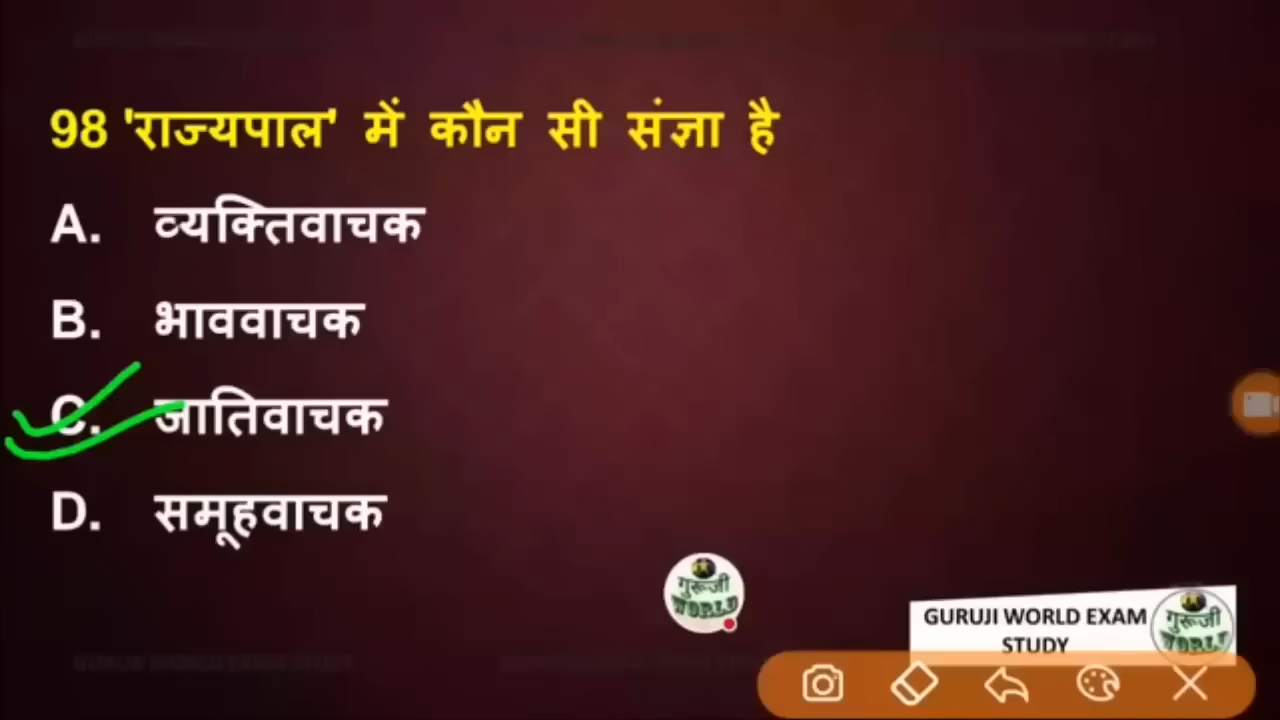 98 'राज्यपाल' में कौन सी संज्ञा है
A. व्यक्तिवाचक
B. भाववाचक
C. जातिवाचक
D. समूहवाचक
गुरूजी
WORLD
GURUJI WORLD EXAM
STUDY
गुरूजी
WORLD